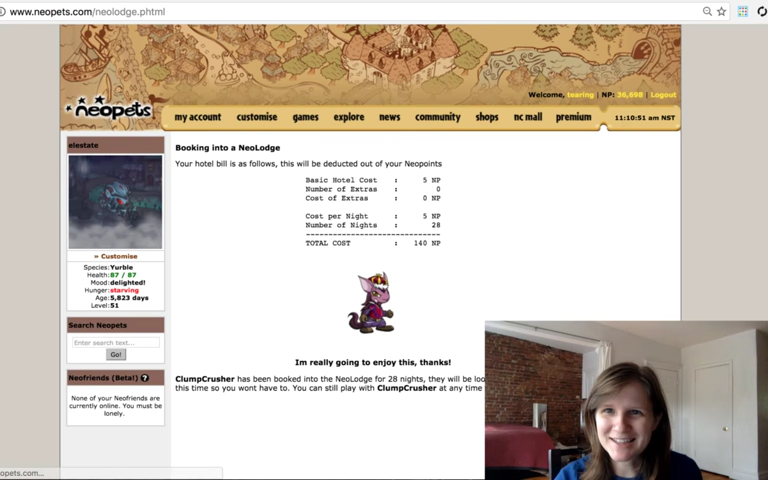 www.neopets.com/neolodge.phtml
Welcome, tsaring | NP: 36,698 | Logout
neopets
my account customise games explore news community shops nc mall premium 11:10:51 am NST
elestate
» Customise
Species: Yurble
Health: 87 / 87
Mood: delighted!
Hunger: starving
Age: 5,823 days
Level: 51
Search Neopets
Enter search text...
Go!
Neofriends (Beta!) ?
None of your Neofriends are
currently online. You must be
lonely.
Booking into a NeoLodge
Your hotel bill is as follows, this will be deducted out of your Neopoints
Basic Hotel Cost : 5 NP
Number of Extras : 0
Cost of Extras : 0 NP
Cost per Night : 5 NP
Number of Nights : 28
TOTAL COST : 140 NP
Im really going to enjoy this, thanks!
ClumpCrusher has been booked into the NeoLodge for 28 nights, they will be loo
this time so you wont have to. You can still play with ClumpCrusher at any time
opets.com...